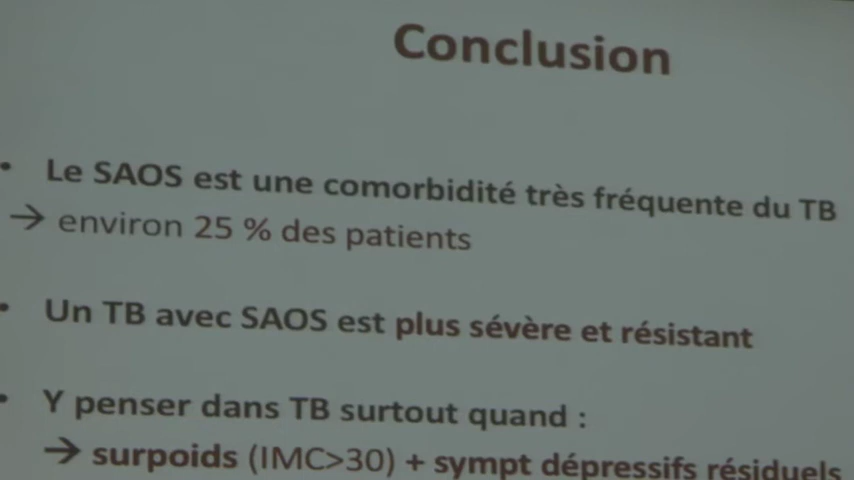 Conclusion
• Le SAOS est une comorbidité très fréquente du TB
→ environ 25 % des patients
• Un TB avec SAOS est plus sévère et résistant
• Y penser dans TB surtout quand :
→ surpoids (IMC>30) + sympt dépressifs résiduels